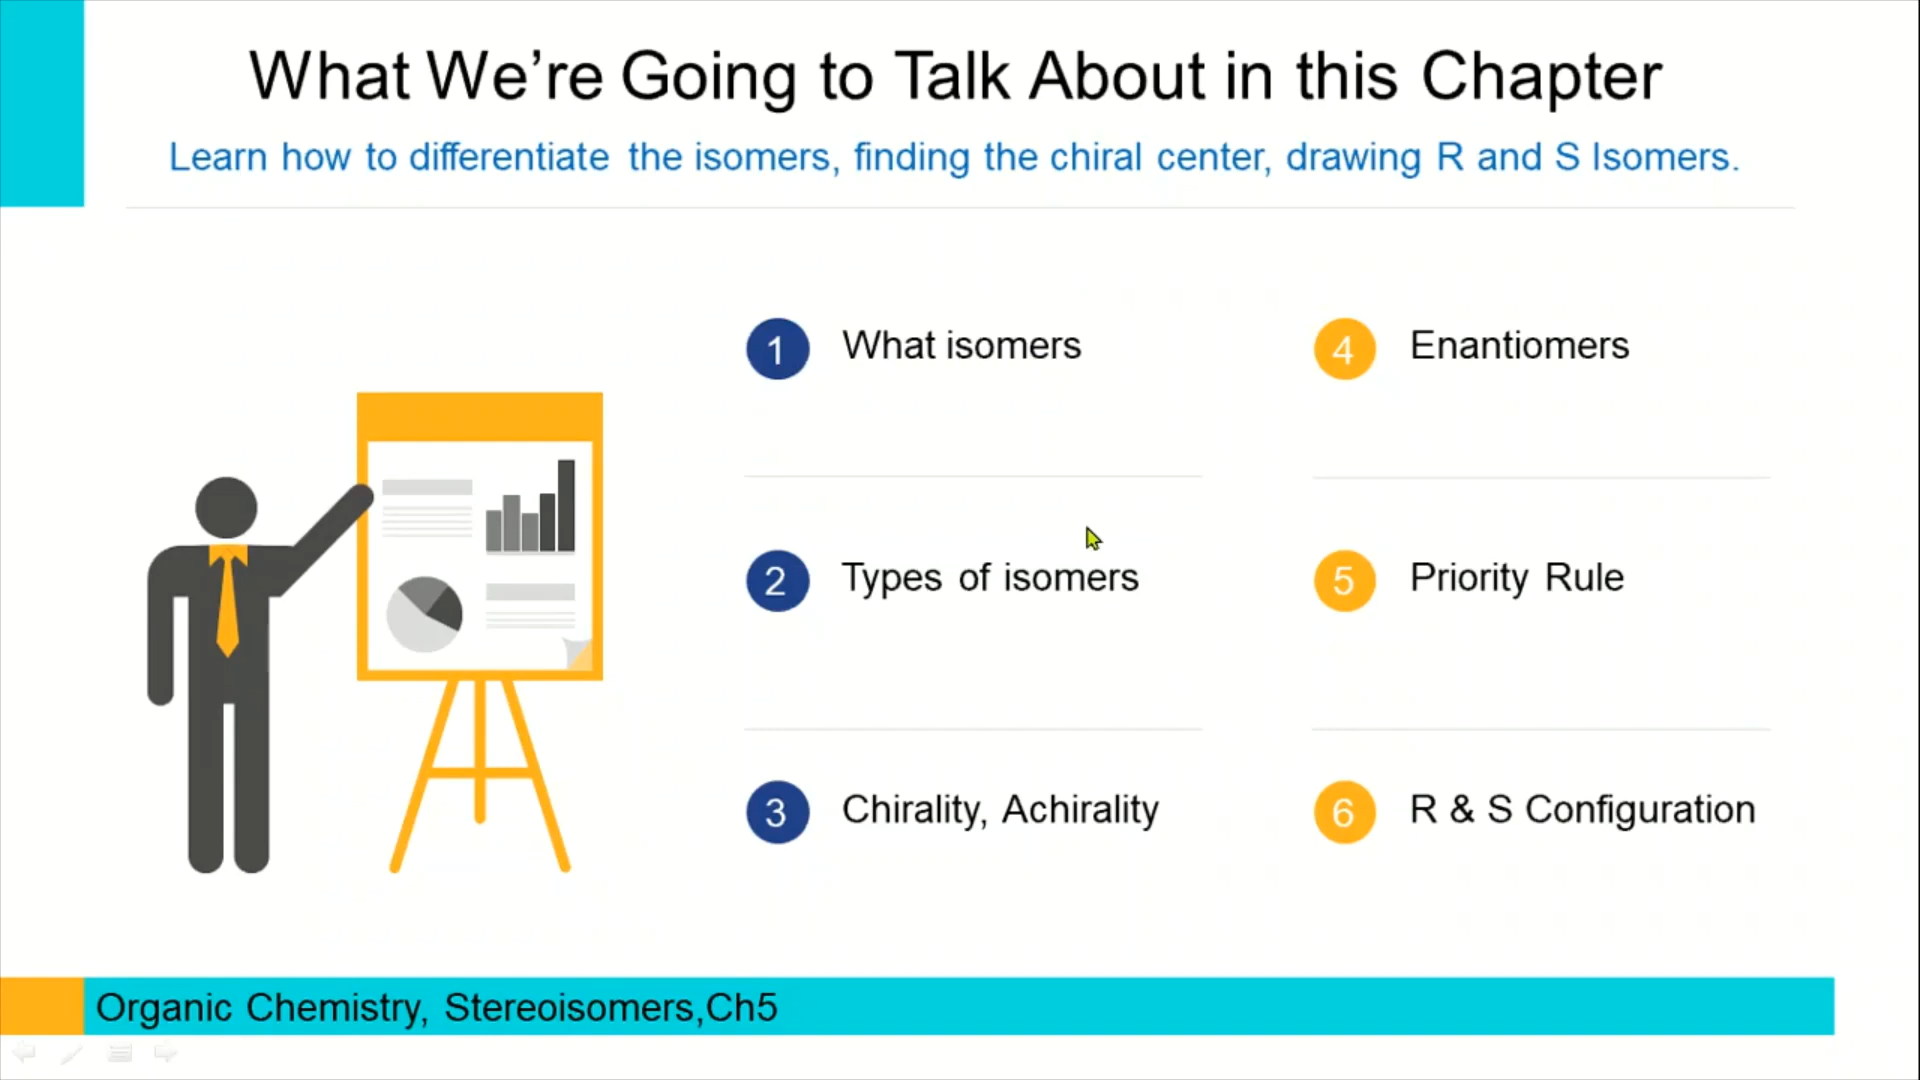 What We’re Going to Talk About in this Chapter
Learn how to differentiate the isomers, finding the chiral center, drawing R and S Isomers.
1 What isomers
2 Types of isomers
3 Chirality, Achirality
4 Enantiomers
5 Priority Rule
6 R & S Configuration
Organic Chemistry, Stereoisomers,Ch5